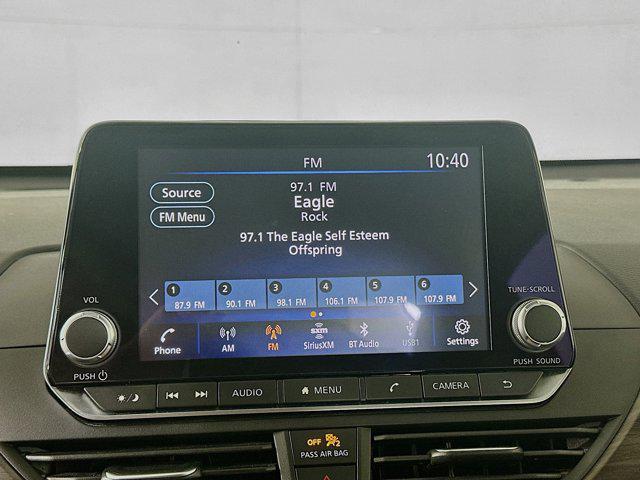 FM
10:40
Source
FM Menu
97.1 FM
Eagle
Rock
97.1 The Eagle Self Esteem
Offspring
1 87.9 FM
2 90.1 FM
3 98.1 FM
4 106.1 FM
5 107.9 FM
6 107.9 FM
Phone
AM
FM
sxm
SiriusXM
BT Audio
USB1
Settings
VOL
PUSH
TUNE·SCROLL
PUSH SOUND
AUDIO
MENU
CAMERA
OFF 2
PASS AIR BAG